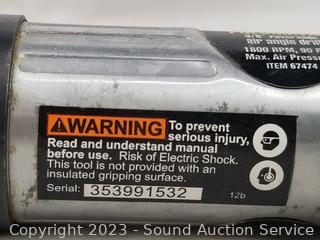 air angle drill
1800 RPM, 90 P
Max. Air Pressu
ITEM 67474
WARNING To prevent
serious injury,
Read and understand manual
before use. Risk of Electric Shock.
This tool is not provided with an
insulated gripping surface.
Serial: 353991532
12b
Copyright 2023 - Sound Auction Service